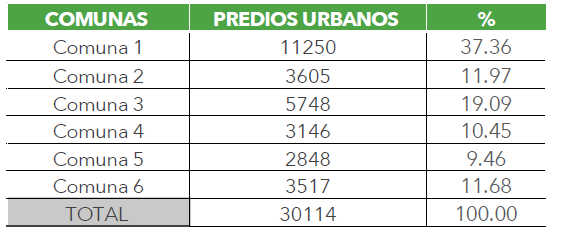 COMUNAS PREDIOS URBANOS %
Comuna 1 11250 37.36
Comuna 2 3605 11.97
Comuna 3 5748 19.09
Comuna 4 3146 10.45
Comuna 5 2848 9.46
Comuna 6 3517 11.68
TOTAL 30114 100.00